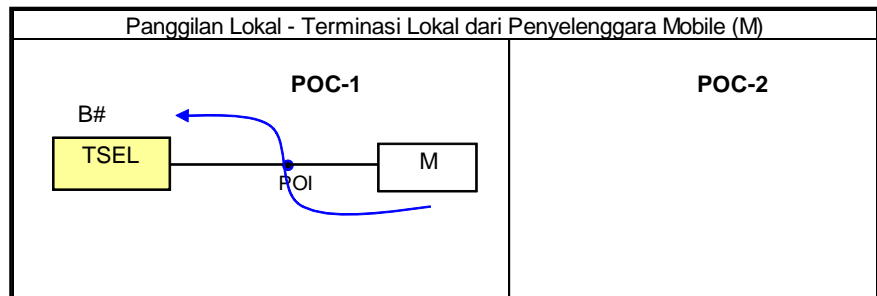 Panggilan Lokal - Terminasi Lokal dari Penyelenggara Mobile (M)
POC-1
POC-2
B#
TSEL
M
POI